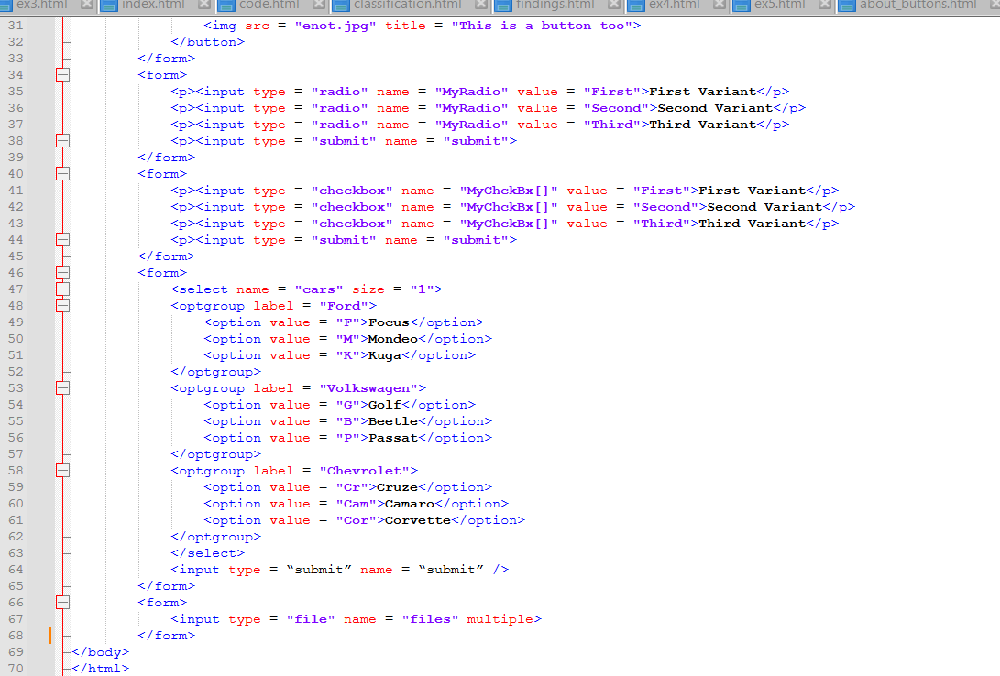 ex3.html index.html code.html classification.html findings.html ex4.html ex5.html about_buttons.html
31 <img src = "enot.jpg" title = "This is a button too">
32 </button>
33 </form>
34 <form>
35 <p><input type = "radio" name = "MyRadio" value = "First">First Variant</p>
36 <p><input type = "radio" name = "MyRadio" value = "Second">Second Variant</p>
37 <p><input type = "radio" name = "MyRadio" value = "Third">Third Variant</p>
38 <p><input type = "submit" name = "submit">
39 </form>
40 <form>
41 <p><input type = "checkbox" name = "MyChckBx[]" value = "First">First Variant</p>
42 <p><input type = "checkbox" name = "MyChckBx[]" value = "Second">Second Variant</p>
43 <p><input type = "checkbox" name = "MyChckBx[]" value = "Third">Third Variant</p>
44 <p><input type = "submit" name = "submit">
45 </form>
46 <form>
47 <select name = "cars" size = "1">
48 <optgroup label = "Ford">
49 <option value = "F">Focus</option>
50 <option value = "M">Mondeo</option>
51 <option value = "K">Kuga</option>
52 </optgroup>
53 <optgroup label = "Volkswagen">
54 <option value = "G">Golf</option>
55 <option value = "B">Beetle</option>
56 <option value = "P">Passat</option>
57 </optgroup>
58 <optgroup label = "Chevrolet">
59 <option value = "Cr">Cruze</option>
60 <option value = "Cam">Camaro</option>
61 <option value = "Cor">Corvette</option>
62 </optgroup>
63 </select>
64 <input type = “submit” name = “submit” />
65 </form>
66 <form>
67 <input type = "file" name = "files" multiple>
68 </form>
69 </body>
70 </html>